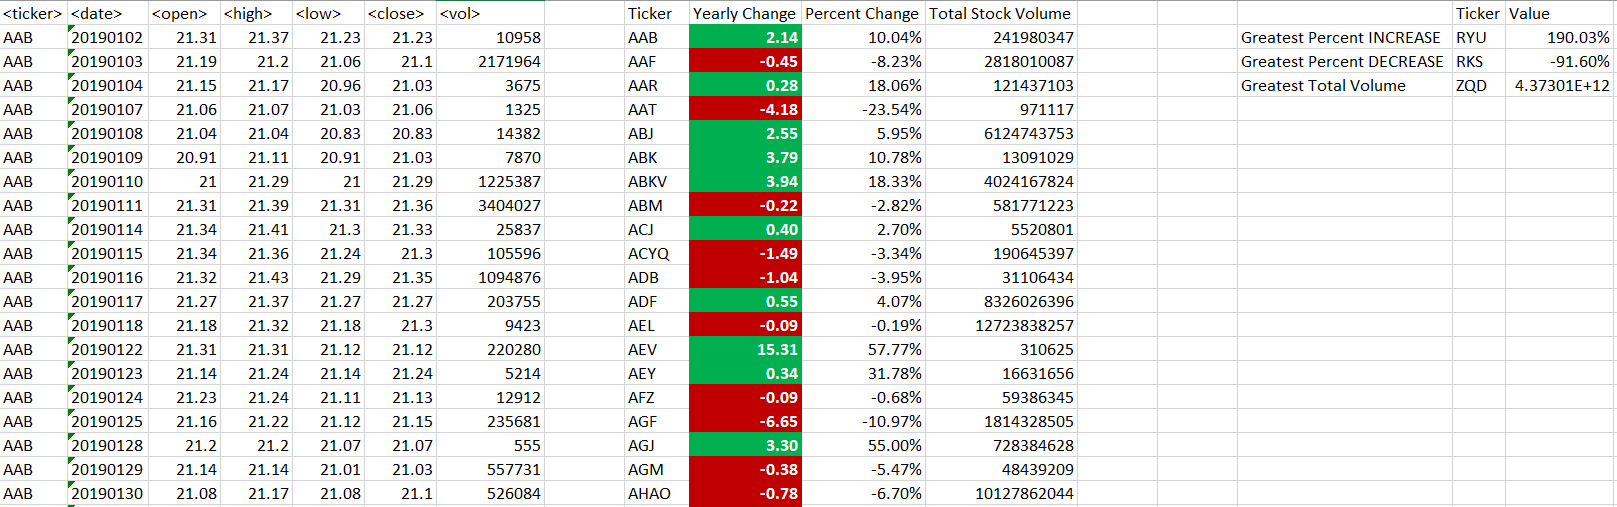 <ticker> <date> <open> <high> <low> <close> <vol> Ticker Yearly Change Percent Change Total Stock Volume Ticker Value
AAB 20190102 21.31 21.37 21.23 21.23 10958 AAB 2.14 10.04% 241980347 Greatest Percent INCREASE RYU 190.03%
AAB 20190103 21.19 21.2 21.06 21.1 2171964 AAF -0.45 -8.23% 2818010087 Greatest Percent DECREASE RKS -91.60%
AAB 20190104 21.15 21.17 20.96 21.03 3675 AAR 0.28 18.06% 121437103 Greatest Total Volume ZQD 4.37301E+12
AAB 20190107 21.06 21.07 21.03 21.06 1325 AAT -4.18 -23.54% 971117
AAB 20190108 21.04 21.04 20.83 20.83 14382 ABJ 2.55 5.95% 6124743753
AAB 20190109 20.91 21.11 20.91 21.03 7870 ABK 3.79 10.78% 13091029
AAB 20190110 21 21.29 21 21.29 1225387 ABKV 3.94 18.33% 4024167824
AAB 20190111 21.31 21.39 21.31 21.36 3404027 ABM -0.22 -2.82% 581771223
AAB 20190114 21.34 21.41 21.3 21.33 25837 ACJ 0.40 2.70% 5520801
AAB 20190115 21.34 21.36 21.24 21.3 105596 ACYQ -1.49 -3.34% 190645397
AAB 20190116 21.32 21.43 21.29 21.35 1094876 ADB -1.04 -3.95% 31106434
AAB 20190117 21.27 21.37 21.27 21.27 203755 ADF 0.55 4.07% 8326026396
AAB 20190118 21.18 21.32 21.18 21.3 9423 AEL -0.09 -0.19% 12723838257
AAB 20190122 21.31 21.31 21.12 21.12 220280 AEV 15.31 57.77% 310625
AAB 20190123 21.14 21.24 21.14 21.24 5214 AEY 0.34 31.78% 16631656
AAB 20190124 21.23 21.24 21.11 21.13 12912 AFZ -0.09 -0.68% 59386345
AAB 20190125 21.16 21.22 21.12 21.15 235681 AGF -6.65 -10.97% 1814328505
AAB 20190128 21.2 21.2 21.07 21.07 555 AGJ 3.30 55.00% 728384628
AAB 20190129 21.14 21.14 21.01 21.03 557731 AGM -0.38 -5.47% 48439209
AAB 20190130 21.08 21.17 21.08 21.1 526084 AHAO -0.78 -6.70% 10127862044